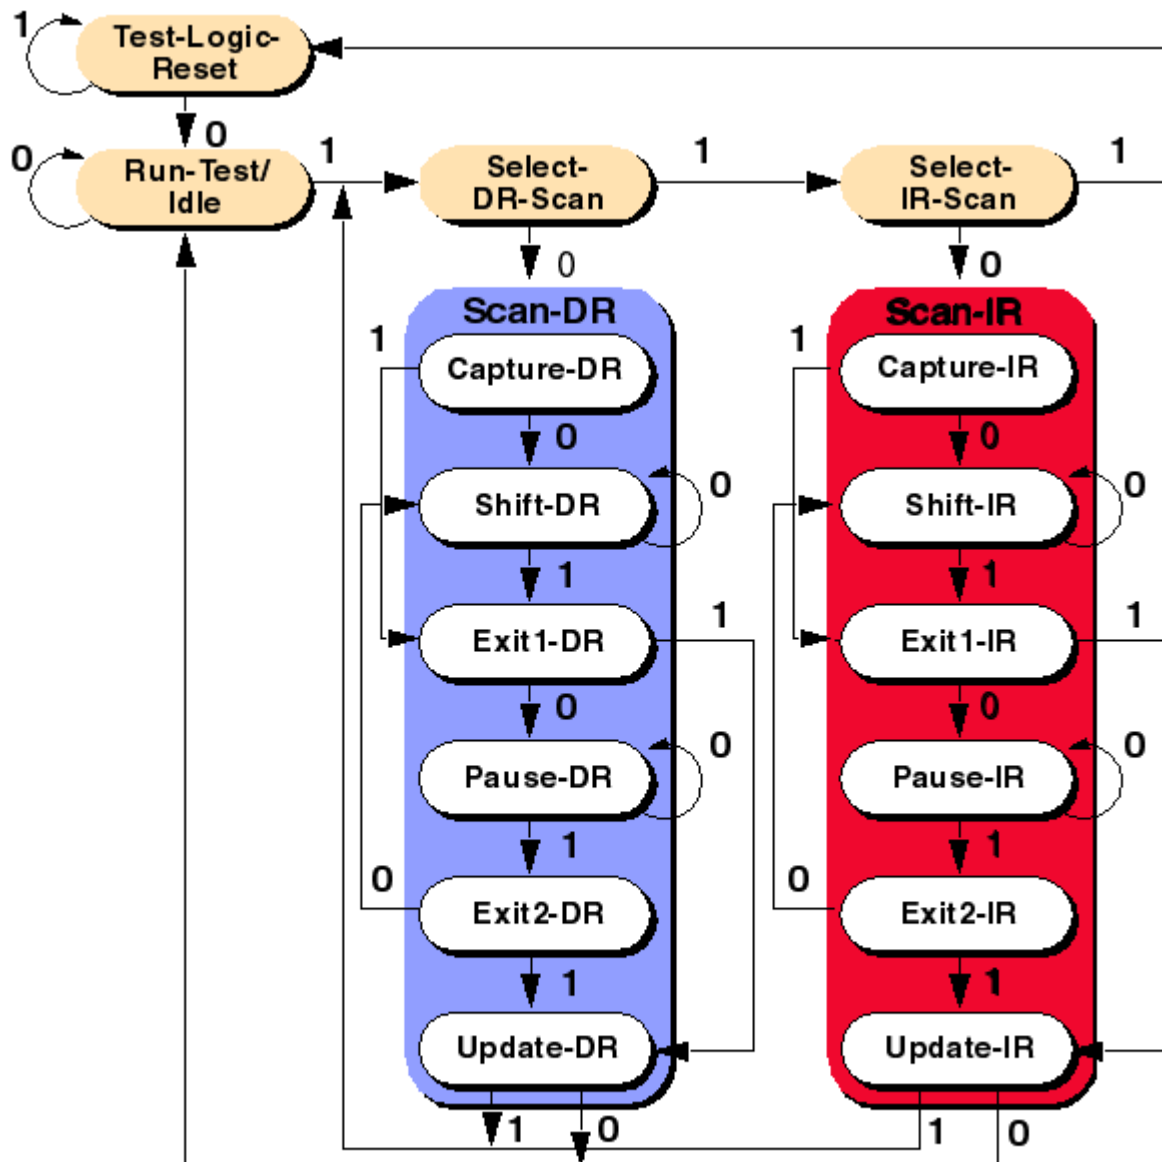 1
Test-Logic-
Reset
0
0
Run-Test/
Idle
1
Select-
DR-Scan
1
Select-
IR-Scan
1
0
0
Scan-DR
Scan-IR
1
Capture-DR
1
Capture-IR
0
0
Shift-DR
0
Shift-IR
0
1
1
Exit1-DR
1
Exit1-IR
1
0
0
Pause-DR
0
Pause-IR
0
1
1
0
Exit2-DR
0
Exit2-IR
1
1
Update-DR
Update-IR
1
0
1
0